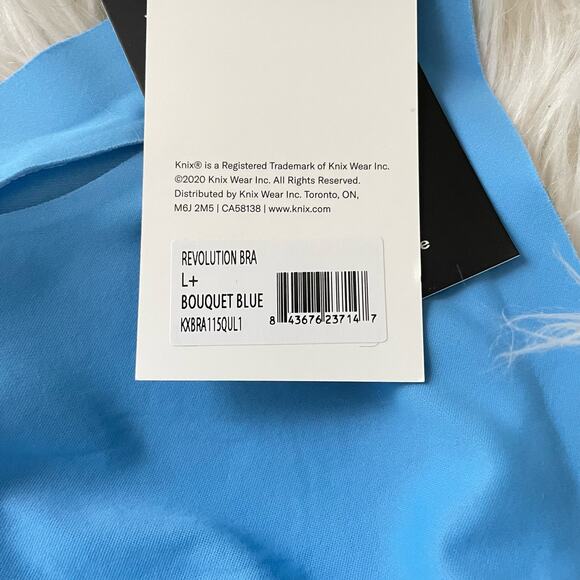 Knix® is a Registered Trademark of Knix Wear Inc.
©2020 Knix Wear Inc. All Rights Reserved.
Distributed by Knix Wear Inc. Toronto, ON,
M6J 2M5 | CA58138 | www.knix.com
REVOLUTION BRA
L+
BOUQUET BLUE
KXBRA115QUL1
8 43676 23714 7